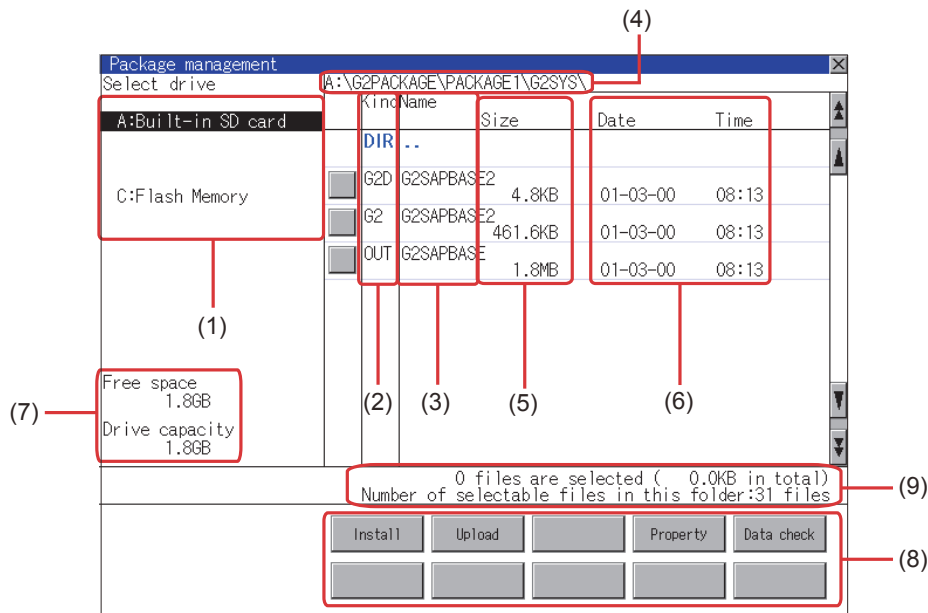 (4)
Package management
Select drive
A:\G2PACKAGE\PACKAGE1\G2SYS\
Kind Name Size Date Time
A:Built-in SD card
DIR ..
C:Flash Memory
G2D G2SAPBASE2 4.8KB 01-03-00 08:13
G2 G2SAPBASE2 461.6KB 01-03-00 08:13
OUT G2SAPBASE 1.8MB 01-03-00 08:13
(1)
(2)
(3)
(5)
(6)
(7)
Free space
1.8GB
Drive capacity
1.8GB
0 files are selected ( 0.0KB in total)
Number of selectable files in this folder:31 files
(9)
Install Upload Property Data check
(8)